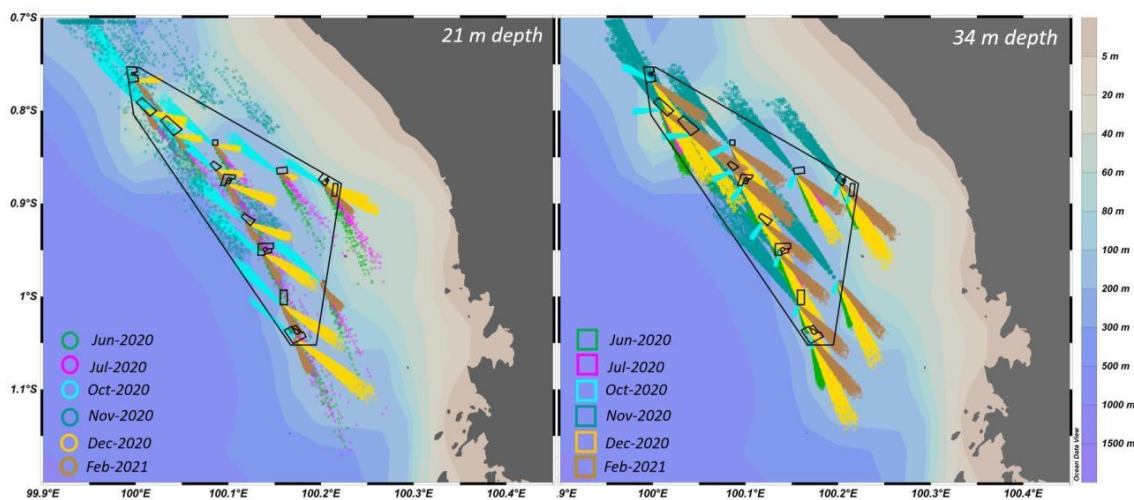 21 m depth
34 m depth
0.7°S
0.8°S
0.9°S
1°S
1.1°S
Jun-2020
Jul-2020
Oct-2020
Nov-2020
Dec-2020
Feb-2021
Jun-2020
Jul-2020
Oct-2020
Nov-2020
Dec-2020
Feb-2021
99.9°E
100°E
100.1°E
100.2°E
100.3°E
100.4°E
99.9°E
100°E
100.1°E
100.2°E
100.3°E
100.4°E
5 m
20 m
40 m
60 m
80 m
100 m
200 m
300 m
500 m
1000 m
1500 m
Ocean Data View